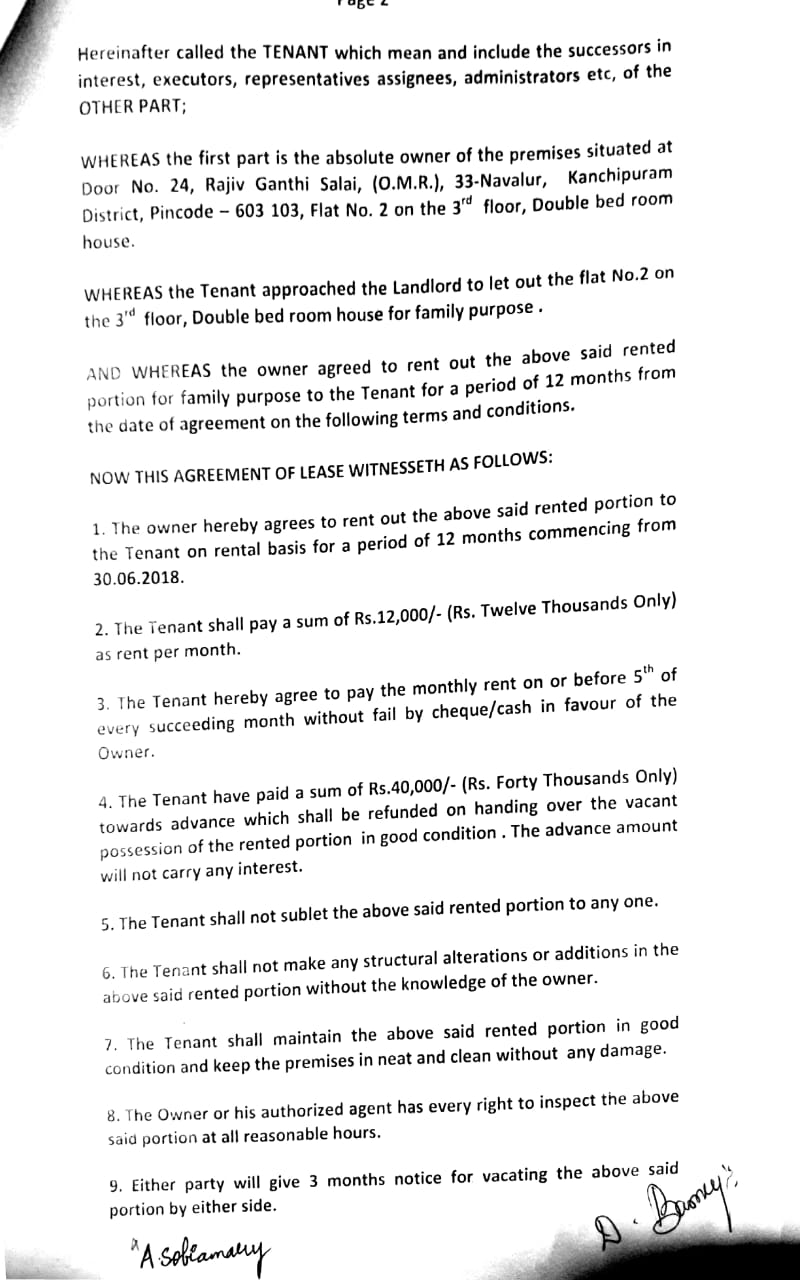 Page 2
Hereinafter called the TENANT which mean and include the successors in
interest, executors, representatives assignees, administrators etc, of the
OTHER PART;
WHEREAS the first part is the absolute owner of the premises situated at
Door No. 24, Rajiv Ganthi Salai, (O.M.R.), 33-Navalur, Kanchipuram
District, Pincode – 603 103, Flat No. 2 on the 3rd floor, Double bed room
house.
WHEREAS the Tenant approached the Landlord to let out the flat No.2 on
the 3rd floor, Double bed room house for family purpose .
AND WHEREAS the owner agreed to rent out the above said rented
portion for family purpose to the Tenant for a period of 12 months from
the date of agreement on the following terms and conditions.
NOW THIS AGREEMENT OF LEASE WITNESSETH AS FOLLOWS:
1. The owner hereby agrees to rent out the above said rented portion to
the Tenant on rental basis for a period of 12 months commencing from
30.06.2018.
2. The Tenant shall pay a sum of Rs.12,000/- (Rs. Twelve Thousands Only)
as rent per month.
3. The Tenant hereby agree to pay the monthly rent on or before 5th of
every succeeding month without fail by cheque/cash in favour of the
Owner.
4. The Tenant have paid a sum of Rs.40,000/- (Rs. Forty Thousands Only)
towards advance which shall be refunded on handing over the vacant
possession of the rented portion in good condition . The advance amount
will not carry any interest.
5. The Tenant shall not sublet the above said rented portion to any one.
6. The Tenant shall not make any structural alterations or additions in the
above said rented portion without the knowledge of the owner.
7. The Tenant shall maintain the above said rented portion in good
condition and keep the premises in neat and clean without any damage.
8. The Owner or his authorized agent has every right to inspect the above
said portion at all reasonable hours.
9. Either party will give 3 months notice for vacating the above said
portion by either side.